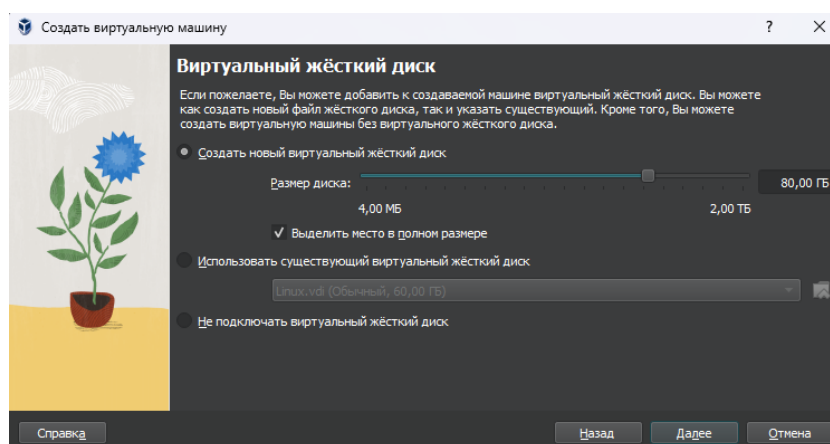 Создать виртуальную машину
Виртуальный жёсткий диск
Если пожелаете, Вы можете добавить к создаваемой машине виртуальный жёсткий диск. Вы можете
как создать новый файл жёсткого диска, так и указать существующий. Кроме того, Вы можете
создать виртуальную машины без виртуального жёсткого диска.
Создать новый виртуальный жёсткий диск
Размер диска: 80,00 ГБ
4,00 МБ 2,00 ТБ
Выделить место в полном размере
Использовать существующий виртуальный жёсткий диск
Linux.vdi (Обычный, 60,00 ГБ)
Не подключать виртуальный жёсткий диск
Справка Назад Далее Отмена